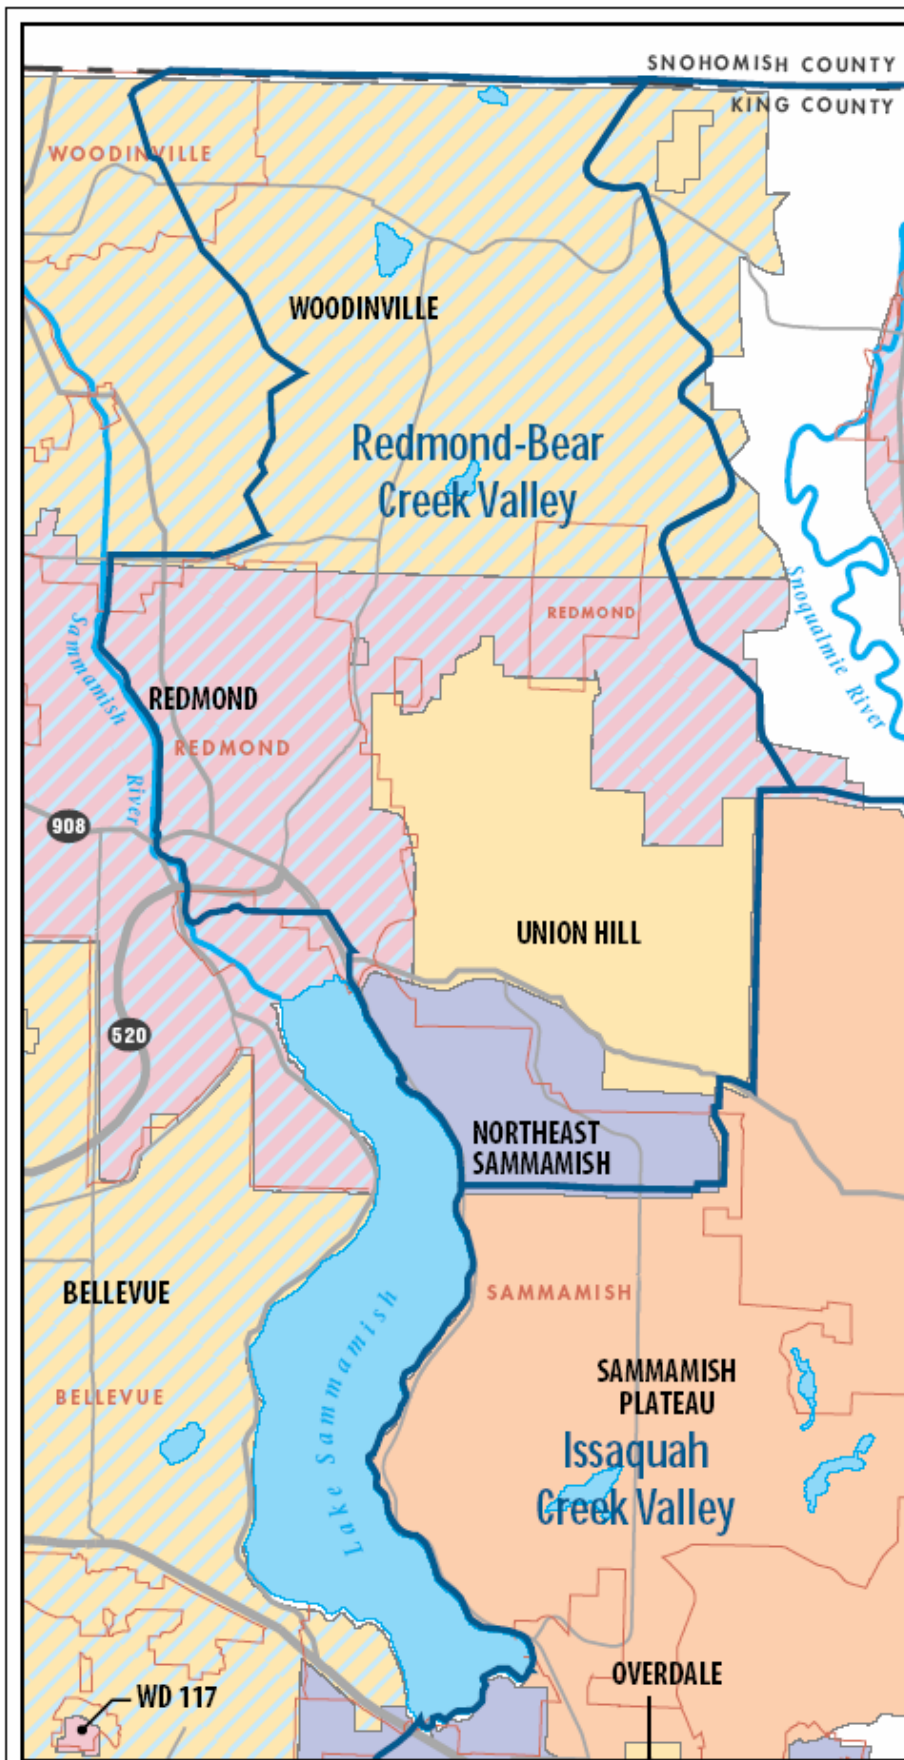 SNOHOMISH COUNTY
KING COUNTY
WOODINVILLE
WOODINVILLE
Redmond-Bear
Creek Valley
REDMOND
Snoqualmie River
Sammamish
River
REDMOND
REDMOND
908
UNION HILL
520
NORTHEAST
SAMMAMISH
BELLEVUE
SAMMAMISH
Lake Sammamish
SAMMAMISH
PLATEAU
BELLEVUE
Issaquah
Creek Valley
OVERDALE
WD 117